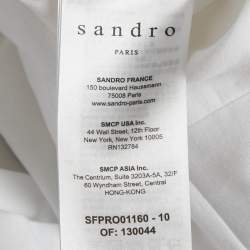 sandro
PARIS
SANDRO FRANCE
150 boulevard Haussmann
75008 Paris
www.sandro-paris.com
SMCP USA Inc.
44 Wall Street, 12th Floor
New York, New York 10005
RN132784
SMCP ASIA Inc.
The Centrium, Suite 3203A-5A, 32/F
60 Wyndham Street, Central
HONG-KONG
SFPRO01160 - 10
OF: 130044